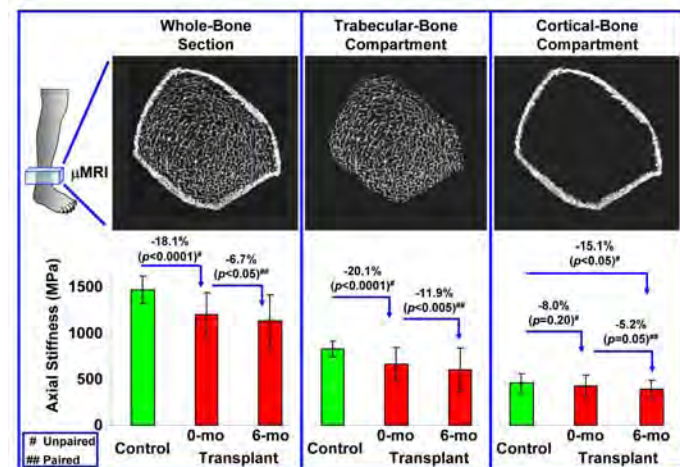 Whole-Bone
Section
Trabecular-Bone
Compartment
Cortical-Bone
Compartment
μMRI
-18.1%
(p<0.0001)#
-6.7%
(p<0.05)##
-20.1%
(p<0.0001)#
-11.9%
(p<0.005)##
-15.1%
(p<0.05)#
-8.0%
(p=0.20)#
-5.2%
(p=0.05)##
Axial Stiffness (MPa)
1500
1000
500
0
# Unpaired
## Paired
Control
0-mo 6-mo
Transplant
Control
0-mo 6-mo
Transplant
Control
0-mo 6-mo
Transplant